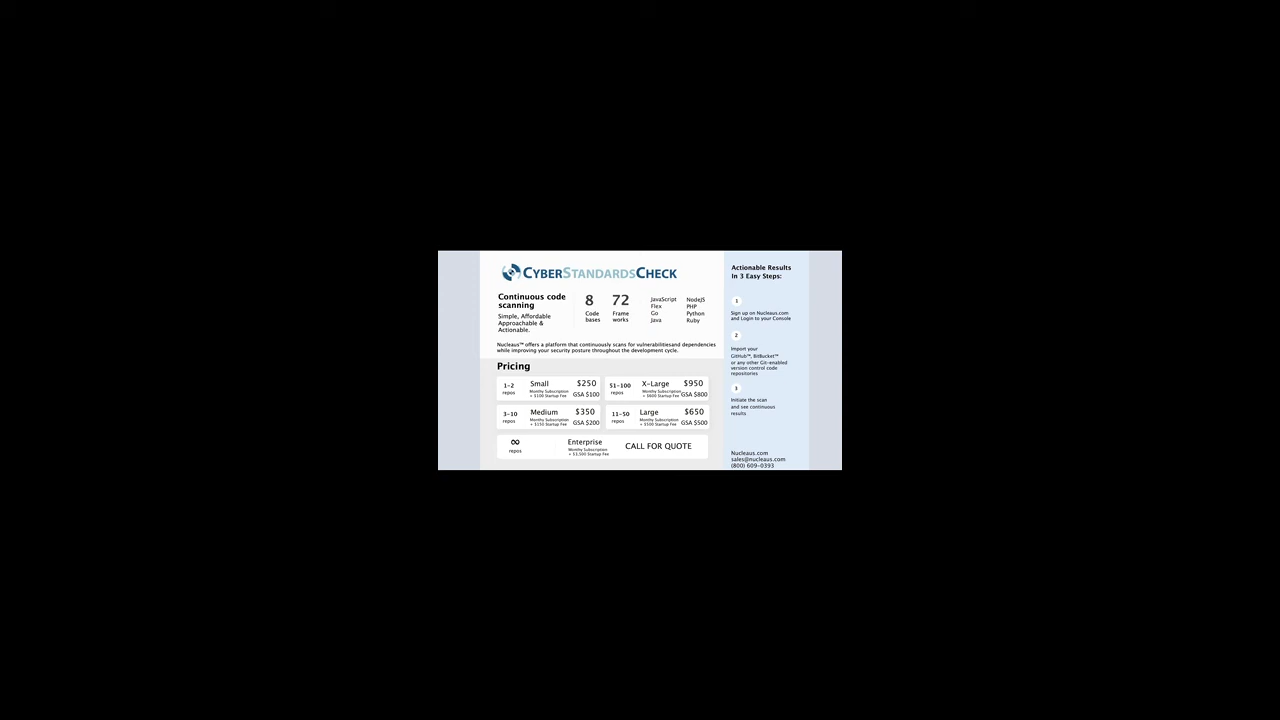 CYBERSTANDARDSCHECK
Continuous code
scanning
Simple, Affordable
Approachable &
Actionable.
8
Code
bases
72
Frame
works
JavaScript
Flex
Go
Java
NodeJS
PHP
Python
Ruby
Nucleaus™ offers a platform that continuously scans for vulnerabilitiesand dependencies
while improving your security posture throughout the development cycle.
Pricing
1-2
repos
Small
Monthy Subscription
+ $100 Startup Fee
$250
GSA $100
51-100
repos
X-Large
Monthy Subscription
+ $600 Startup Fee
$950
GSA $800
3-10
repos
Medium
Monthy Subscription
+ $150 Startup Fee
$350
GSA $200
11-50
repos
Large
Monthy Subscription
+ $500 Startup Fee
$650
GSA $500
∞
repos
Enterprise
Monthy Subscription
+ $1,500 Startup Fee
CALL FOR QUOTE
Actionable Results
In 3 Easy Steps:
1
Sign up on Nucleaus.com
and Login to your Console
2
Import your
GitHub™, BitBucket™
or any other Git-enabled
version control code
repositories
3
Initiate the scan
and see continuous
results
Nucleaus.com
sales@nucleaus.com
(800) 609-0393